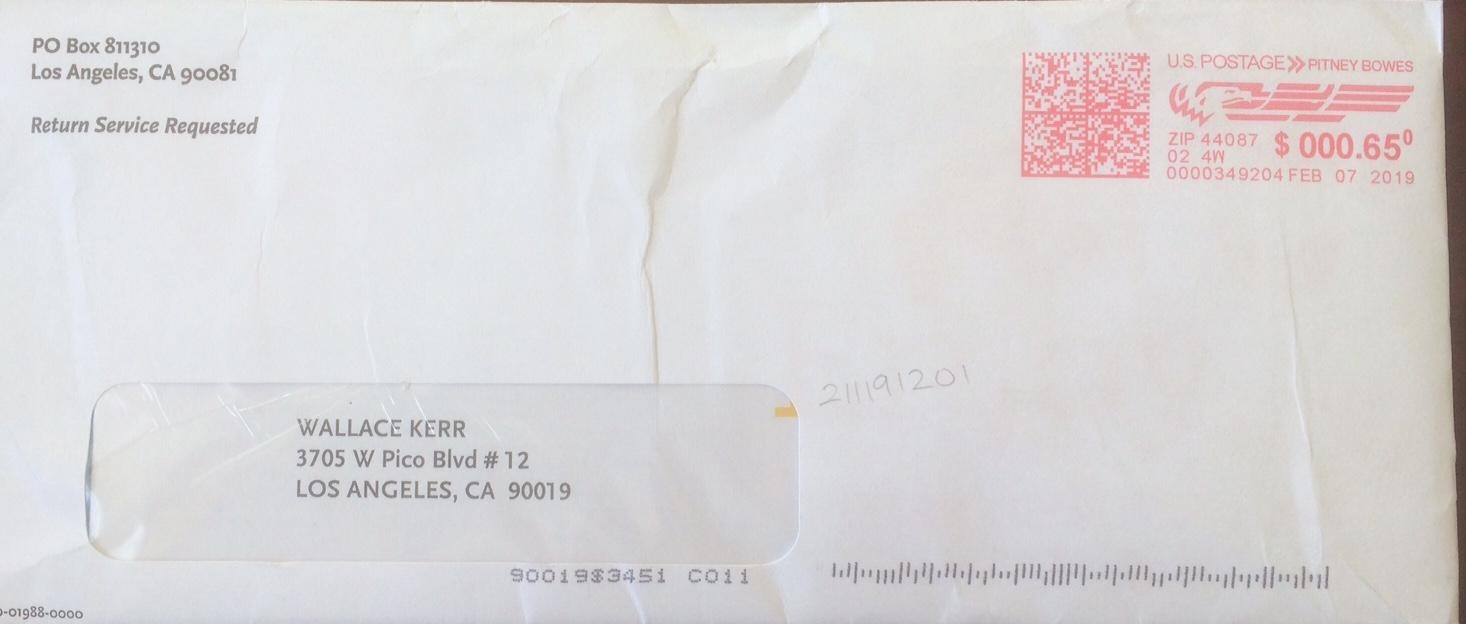 PO Box 811310
Los Angeles, CA 90081
Return Service Requested
U.S. POSTAGE >> PITNEY BOWES
ZIP 44087 $ 000.65⁰
02 4W
0000349204 FEB 07 2019
211191201
WALLACE KERR
3705 W Pico Blvd # 12
LOS ANGELES, CA 90019
90019$3451 C011
-01988-0000